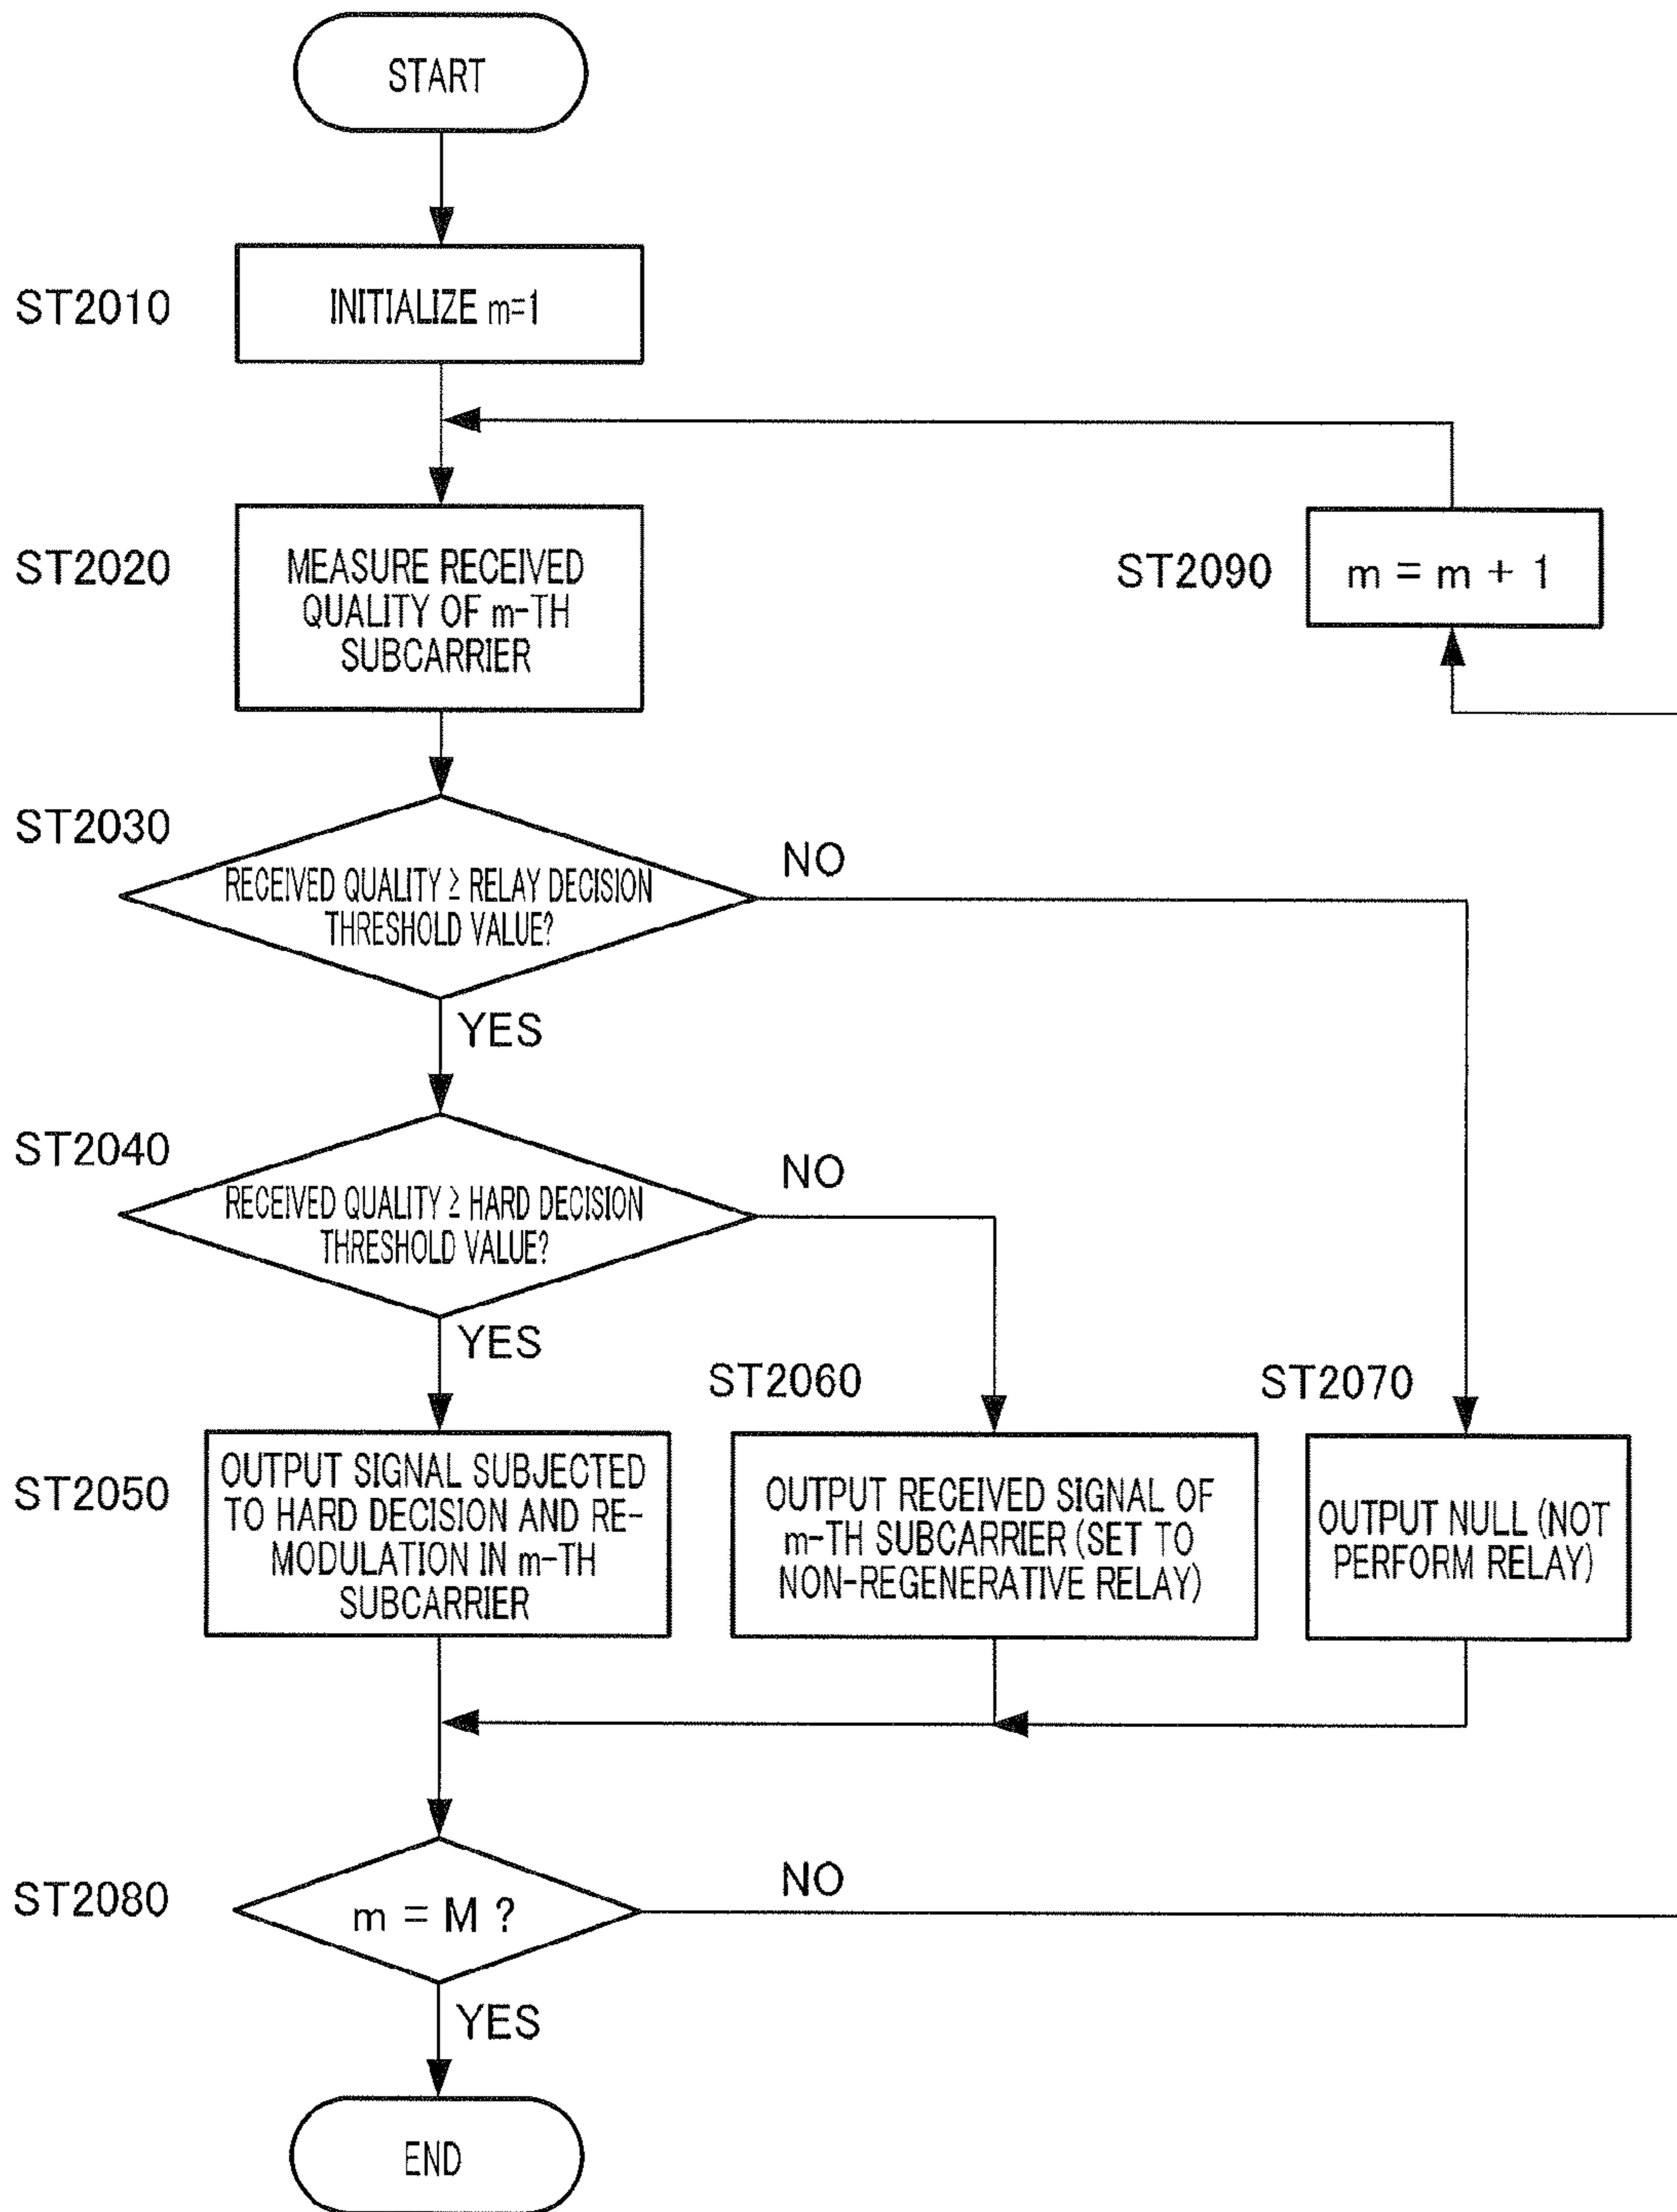 START
ST2010
INITIALIZE m=1
ST2020
MEASURE RECEIVED
QUALITY OF m-TH
SUBCARRIER
ST2090
m = m + 1
ST2030
RECEIVED QUALITY ≥ RELAY DECISION
THRESHOLD VALUE?
NO
YES
ST2040
RECEIVED QUALITY ≥ HARD DECISION
THRESHOLD VALUE?
NO
YES
ST2050
OUTPUT SIGNAL SUBJECTED
TO HARD DECISION AND RE-
MODULATION IN m-TH
SUBCARRIER
ST2060
OUTPUT RECEIVED SIGNAL OF
m-TH SUBCARRIER (SET TO
NON-REGENERATIVE RELAY)
ST2070
OUTPUT NULL (NOT
PERFORM RELAY)
ST2080
m = M ?
NO
YES
END